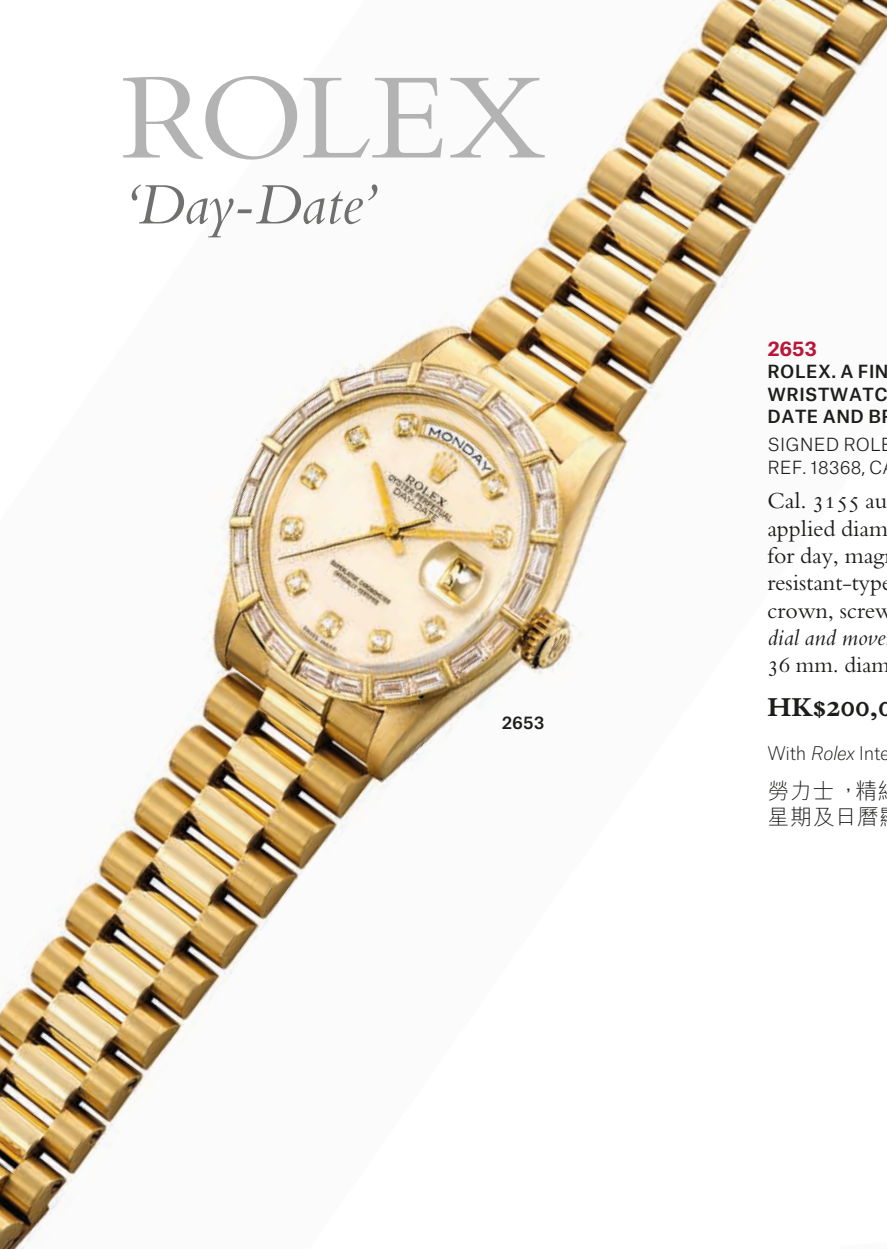 ROLEX
‘Day-Date’
MONDAY
ROLEX
OYSTER PERPETUAL
DAY-DATE
SUPERLATIVE CHRONOMETER
OFFICIALLY CERTIFIED
SWISS MADE
2653
2653
ROLEX. A FIN
WRISTWATC
DATE AND BR
SIGNED ROLE
REF. 18368, CA
Cal. 3155 au
applied diam
for day, magn
resistant-type
crown, screw
dial and move
36 mm. diam
HK$200,0
With Rolex Inte
勞力士，精
星期及日曆